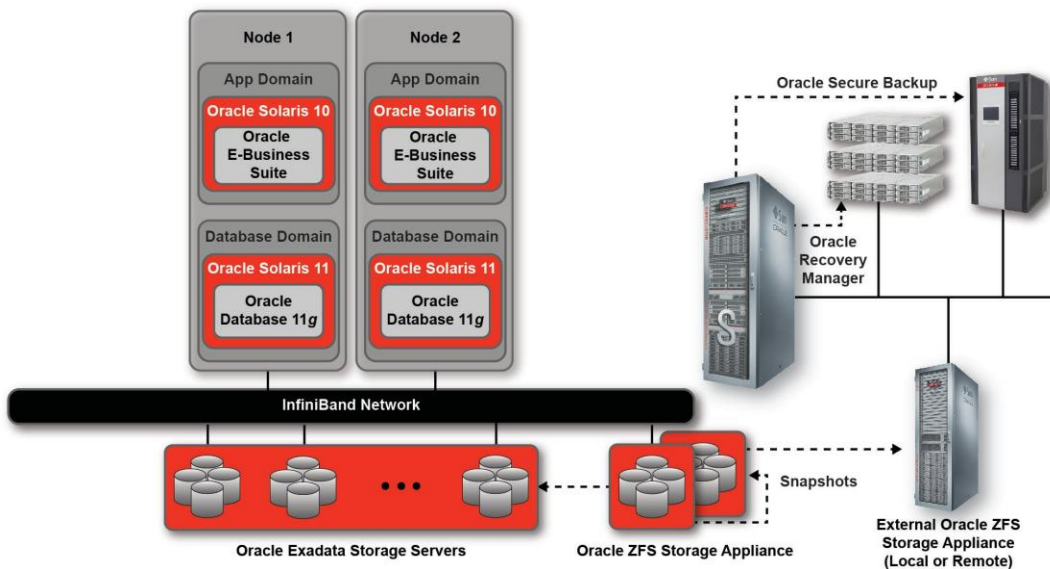 Node 1
Node 2
App Domain
App Domain
Oracle Solaris 10
Oracle Solaris 10
Oracle
E-Business
Suite
Oracle
E-Business
Suite
Database Domain
Database Domain
Oracle Solaris 11
Oracle Solaris 11
Oracle
Database 11g
Oracle
Database 11g
InfiniBand Network
Oracle Exadata Storage Servers
Oracle ZFS Storage Appliance
Snapshots
Oracle Secure Backup
Oracle
Recovery
Manager
Sun
External Oracle ZFS
Storage Appliance
(Local or Remote)